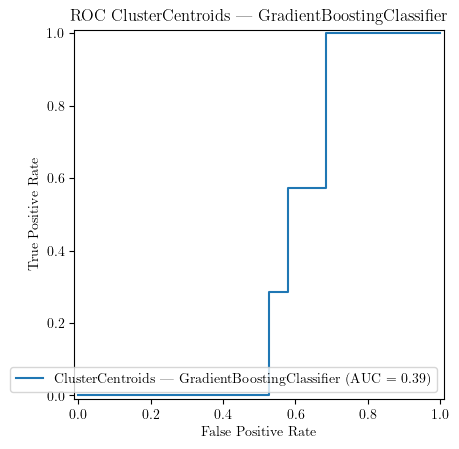 ROC ClusterCentroids — GradientBoostingClassifier
1.0
0.8
0.6
0.4
0.2
0.0
True Positive Rate
ClusterCentroids — GradientBoostingClassifier (AUC = 0.39)
0.0 0.2 0.4 0.6 0.8 1.0
False Positive Rate